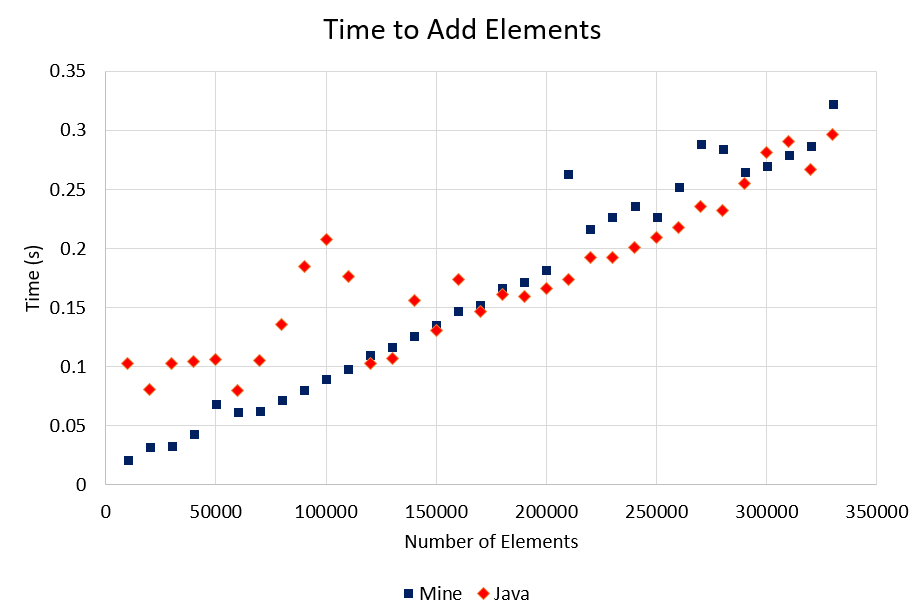 Time to Add Elements
0.35
0.3
0.25
0.2
0.15
0.1
0.05
0
Time (s)
0 50000 100000 150000 200000 250000 300000 350000
Number of Elements
Mine Java